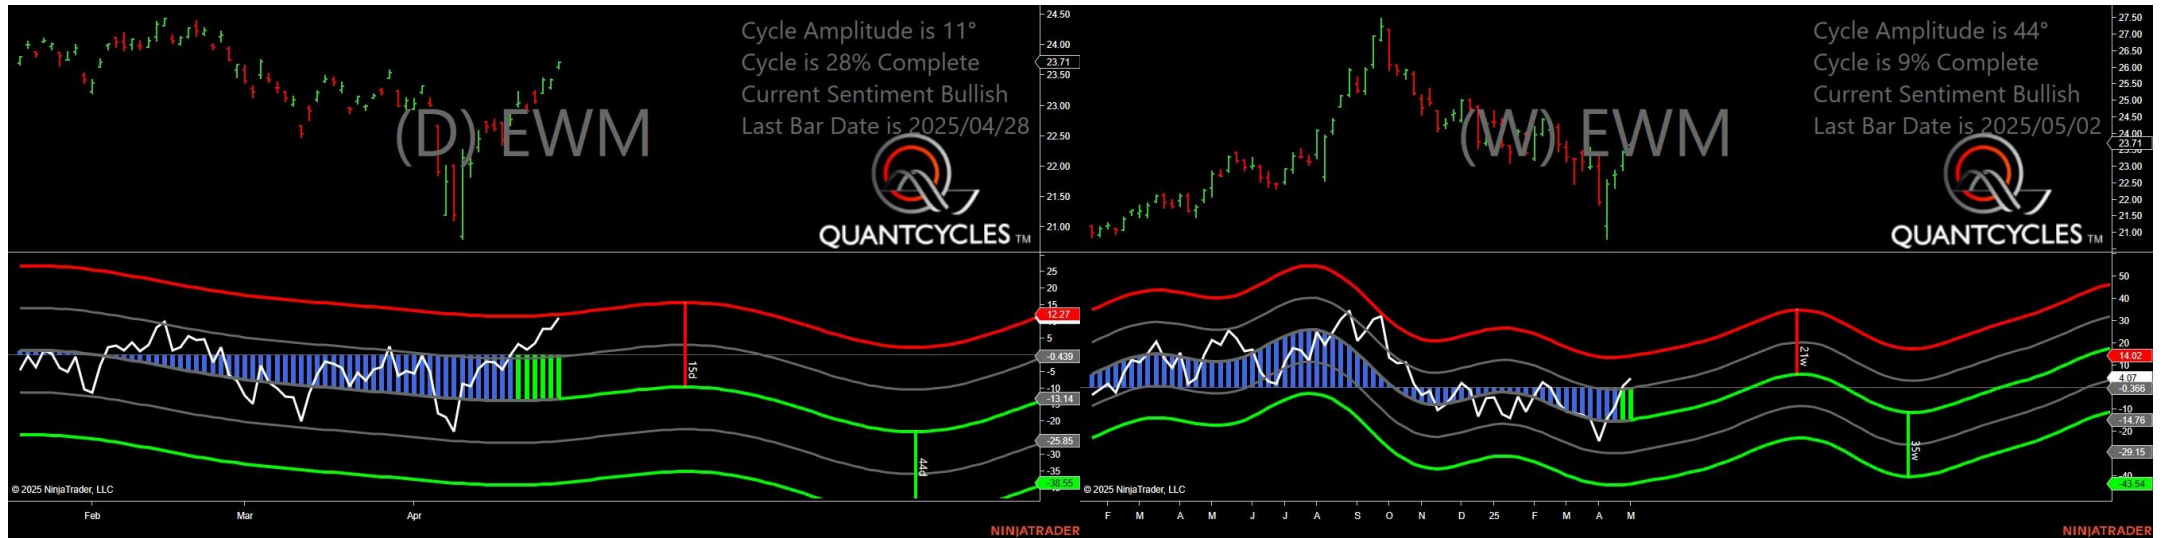 Cycle Amplitude is 11°
Cycle is 28% Complete
Current Sentiment Bullish
Last Bar Date is 2025/04/28
(D) EWM
QUANTCYCLES TM
24.50
24.00
23.71
23.50
23.00
22.50
22.00
21.50
21.00
25
20
15
12.27
5
-0.439
-5
-10
-13.14
-20
-25.85
-30
-35
-38.55
15d
44d
© 2025 NinjaTrader, LLC
Feb
Mar
Apr
NINJATRADER
Cycle Amplitude is 44°
Cycle is 9% Complete
Current Sentiment Bullish
Last Bar Date is 2025/05/02
(W) EWM
QUANTCYCLES TM
27.50
27.00
26.50
26.00
25.50
25.00
24.50
24.00
23.71
23.50
23.00
22.50
22.00
21.50
21.00
50
40
30
20
14.02
10
4.07
-0.366
-10
-14.76
-20
-29.15
-40
-43.54
21w
35w
© 2025 NinjaTrader, LLC
F M A M J J A S O N D 25 F M A M
NINJATRADER